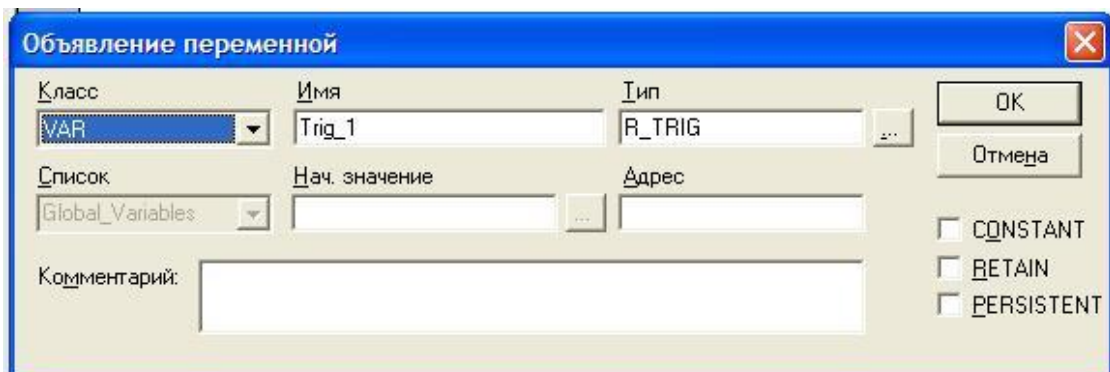 Объявление переменной
Класс Имя Тип
VAR Trig_1 R_TRIG ... OK
Отмена
Список Нач. значение Адрес
Global_Variables ...
CONSTANT
Комментарий: RETAIN
PERSISTENT